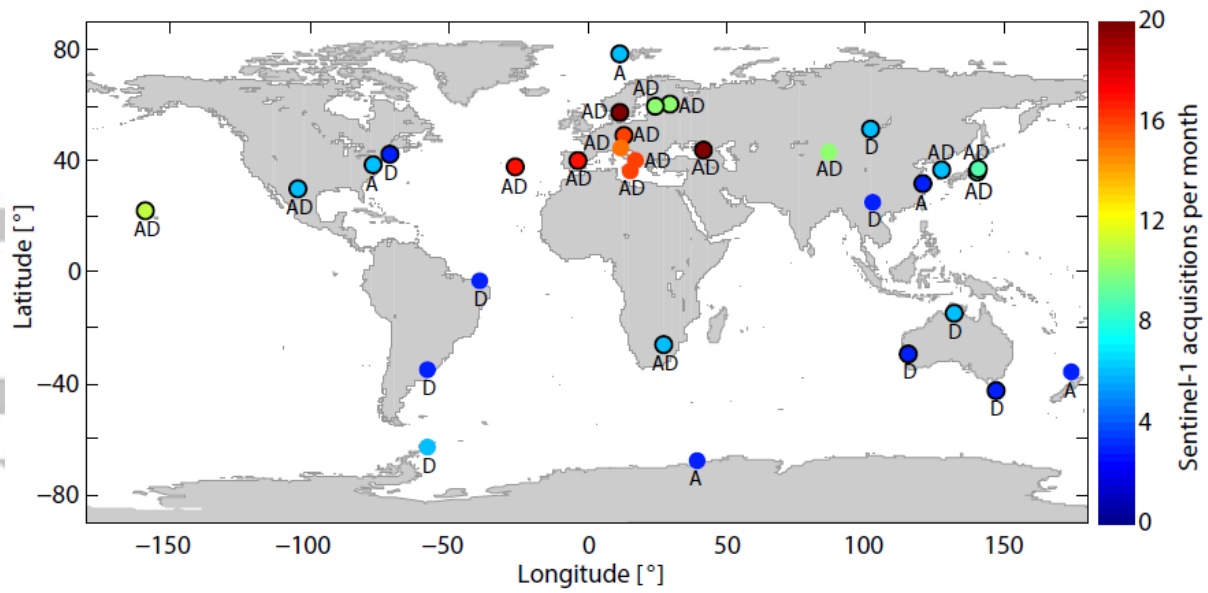 80
40
0
−40
−80
Latitude [°]
−150
−100
−50
0
50
100
150
Longitude [°]
20
16
12
8
4
0
Sentinel-1 acquisitions per month
A
AD
AD
AD
AD
AD
D
D
AD
AD
AD
AD
AD
A
AD
AD
AD
AD
AD
AD
A
D
AD
D
D
AD
D
D
D
A
D
A